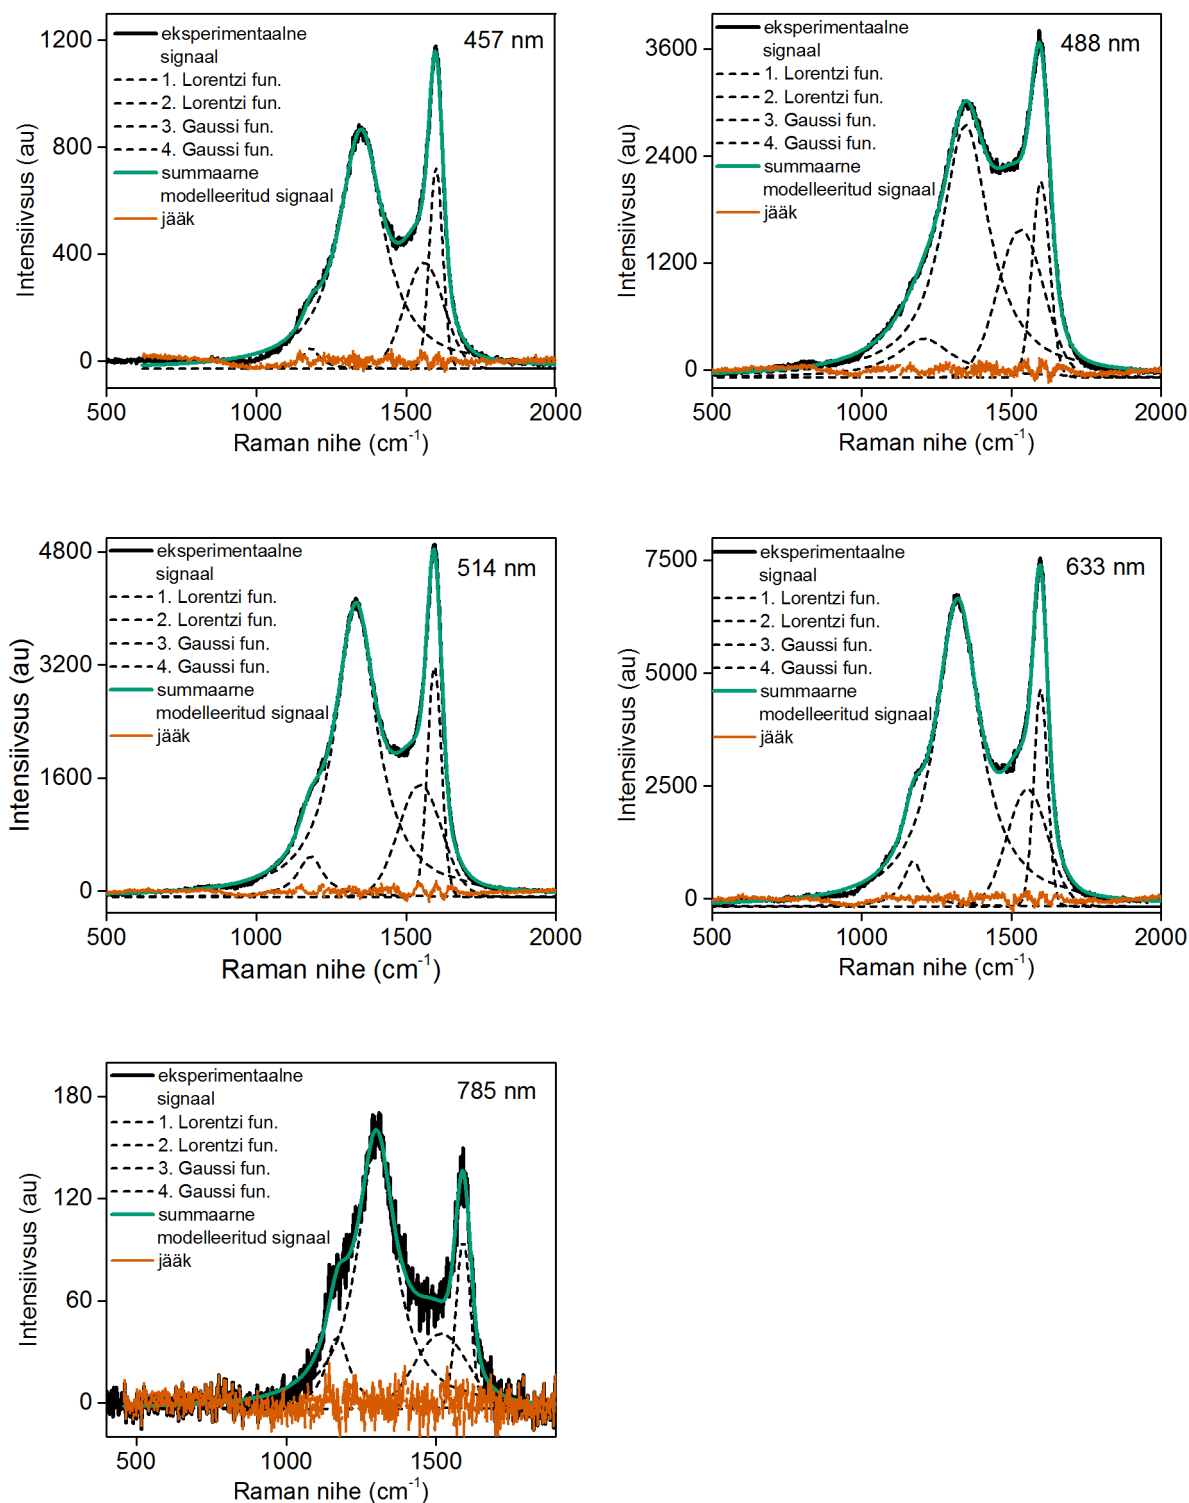 457 nm
eksperimentaalne
signaal
1. Lorentzi fun.
2. Lorentzi fun.
3. Gaussi fun.
4. Gaussi fun.
summaarne
modelleeritud signaal
jääk
1200
800
400
0
500 1000 1500 2000
Intensiivsus (au)
Raman nihe (cm⁻¹)
488 nm
eksperimentaalne
signaal
1. Lorentzi fun.
2. Lorentzi fun.
3. Gaussi fun.
4. Gaussi fun.
summaarne
modelleeritud signaal
jääk
3600
2400
1200
0
500 1000 1500 2000
Intensiivsus (au)
Raman nihe (cm⁻¹)
514 nm
eksperimentaalne
signaal
1. Lorentzi fun.
2. Lorentzi fun.
3. Gaussi fun.
4. Gaussi fun.
summaarne
modelleeritud signaal
jääk
4800
3200
1600
0
500 1000 1500 2000
Intensiivsus (au)
Raman nihe (cm⁻¹)
633 nm
eksperimentaalne
signaal
1. Lorentzi fun.
2. Lorentzi fun.
3. Gaussi fun.
4. Gaussi fun.
summaarne
modelleeritud signaal
jääk
7500
5000
2500
0
500 1000 1500 2000
Intensiivsus (au)
Raman nihe (cm⁻¹)
785 nm
eksperimentaalne
signaal
1. Lorentzi fun.
2. Lorentzi fun.
3. Gaussi fun.
4. Gaussi fun.
summaarne
modelleeritud signaal
jääk
180
120
60
0
500 1000 1500
Intensiivsus (au)
Raman nihe (cm⁻¹)